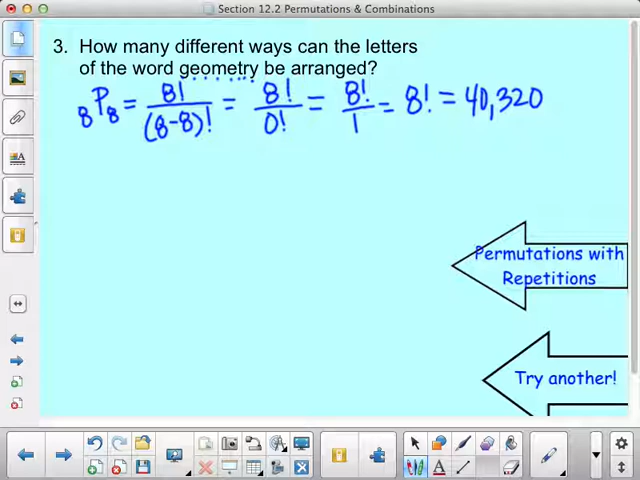 Section 12.2 Permutations & Combinations
3. How many different ways can the letters
of the word geometry be arranged?
₈P₈ = 8!/(8-8)! = 8!/0! = 8!/1 = 8! = 40,320
Permutations with
Repetitions
Try another!